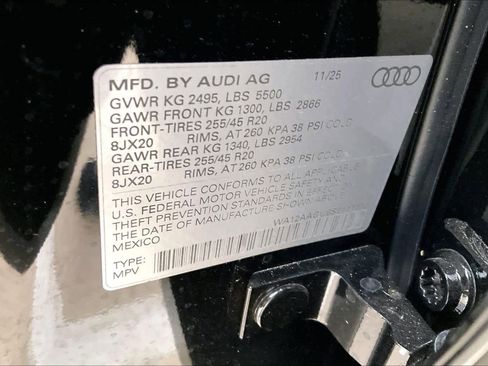 MFD. BY AUDI AG 11/25
GVWR KG 2495, LBS 5500
GAWR FRONT KG 1300, LBS 2866
FRONT-TIRES 255/45 R20
8JX20 RIMS, AT 260 KPA 38 PSI COLD
GAWR REAR KG 1340, LBS 2954
REAR-TIRES 255/45 R20
8JX20 RIMS, AT 260 KPA 38 PSI COLD
THIS VEHICLE CONFORMS TO ALL APPLICABLE
U.S. FEDERAL MOTOR VEHICLE SAFETY AND
THEFT PREVENTION STANDARDS IN EFFECT ON
THE DATE OF MANUFACTURE SHOWN ABOVE.
MEXICO
TYPE:
MPV